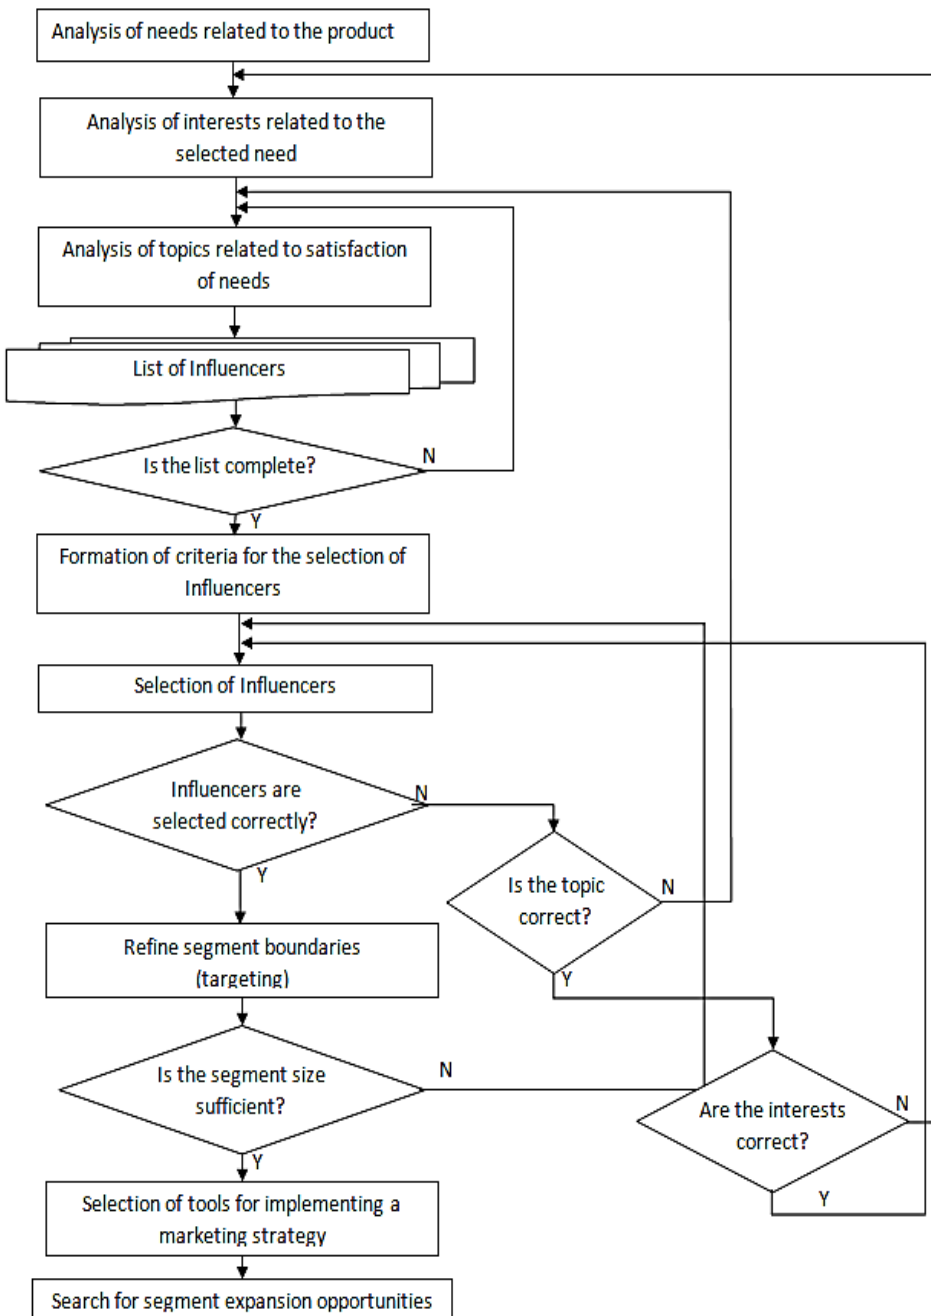 Analysis of needs related to the product
Analysis of interests related to the
selected need
Analysis of topics related to satisfaction
of needs
List of Influencers
Is the list complete?
N
Y
Formation of criteria for the selection of
Influencers
Selection of Influencers
Influencers are
selected correctly?
N
Y
Is the topic
correct?
N
Y
Refine segment boundaries
(targeting)
Is the segment size
sufficient?
N
Y
Are the interests
correct?
N
Y
Selection of tools for implementing a
marketing strategy
Search for segment expansion opportunities